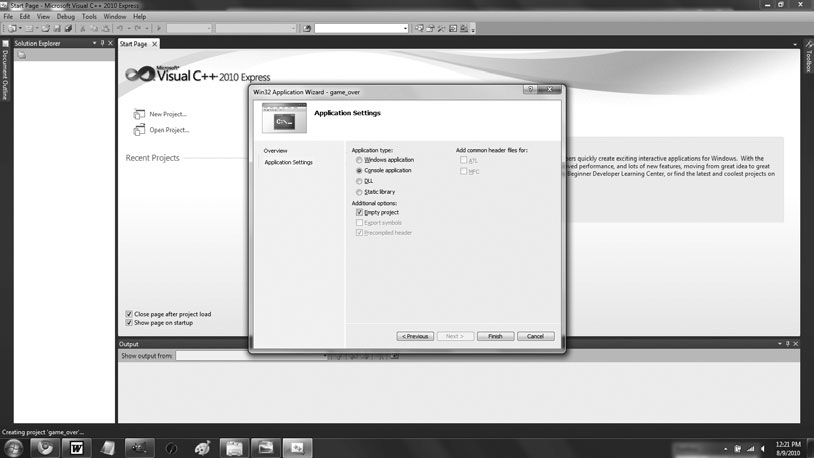 Start Page - Microsoft Visual C++ 2010 Express
File Edit View Debug Tools Window Help
Solution Explorer
Start Page
Document Outline
Toolbox
Microsoft
Visual C++ 2010 Express
New Project...
Open Project...
Recent Projects
Win32 Application Wizard - game_over
Application Settings
C:\_
Overview
Application Settings
Application type:
Windows application
Console application
DLL
Static library
Additional options:
Empty project
Export symbols
Precompiled header
Add common header files for:
ATL
MFC
ers quickly create exciting interactive applications for Windows. With the
ved performance, and lots of new features, moving from great idea to great
Beginner Developer Learning Center, or find the latest and coolest projects on
Close page after project load
Show page on startup
< Previous
Next >
Finish
Cancel
Output
Show output from:
Creating project 'game_over'...
12:21 PM
8/9/2010